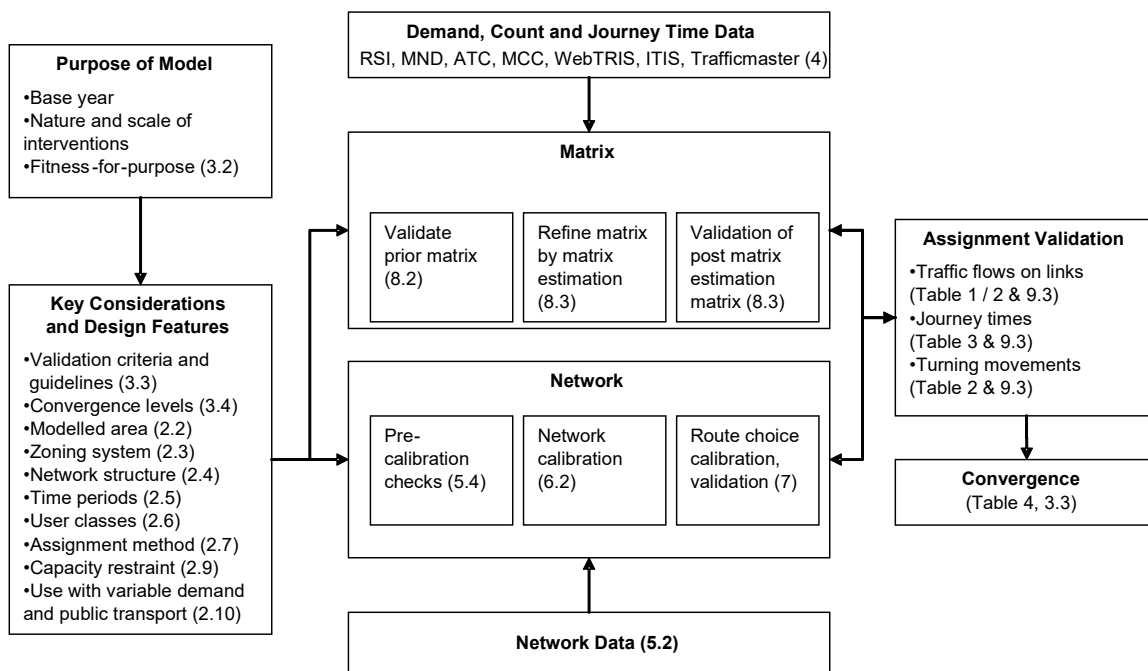 Demand, Count and Journey Time Data
RSI, MND, ATC, MCC, WebTRIS, ITIS, Trafficmaster (4)
Purpose of Model
•Base year
•Nature and scale of
interventions
•Fitness-for-purpose (3.2)
Key Considerations
and Design Features
•Validation criteria and
guidelines (3.3)
•Convergence levels (3.4)
•Modelled area (2.2)
•Zoning system (2.3)
•Network structure (2.4)
•Time periods (2.5)
•User classes (2.6)
•Assignment method (2.7)
•Capacity restraint (2.9)
•Use with variable demand
and public transport (2.10)
Matrix
Validate
prior matrix
(8.2)
Refine matrix
by matrix
estimation
(8.3)
Validation of
post matrix
estimation
matrix (8.3)
Network
Pre-
calibration
checks (5.4)
Network
calibration
(6.2)
Route choice
calibration,
validation (7)
Network Data (5.2)
Assignment Validation
•Traffic flows on links
(Table 1 / 2 & 9.3)
•Journey times
(Table 3 & 9.3)
•Turning movements
(Table 2 & 9.3)
Convergence
(Table 4, 3.3)